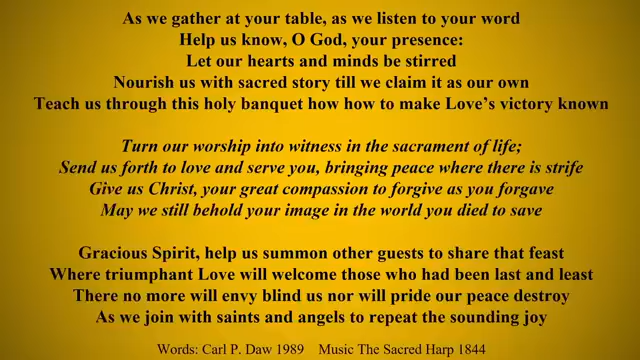 As we gather at your table, as we listen to your word
Help us know, O God, your presence:
Let our hearts and minds be stirred
Nourish us with sacred story till we claim it as our own
Teach us through this holy banquet how how to make Love’s victory known
Turn our worship into witness in the sacrament of life;
Send us forth to love and serve you, bringing peace where there is strife
Give us Christ, your great compassion to forgive as you forgave
May we still behold your image in the world you died to save
Gracious Spirit, help us summon other guests to share that feast
Where triumphant Love will welcome those who had been last and least
There no more will envy blind us nor will pride our peace destroy
As we join with saints and angels to repeat the sounding joy
Words: Carl P. Daw 1989 Music The Sacred Harp 1844